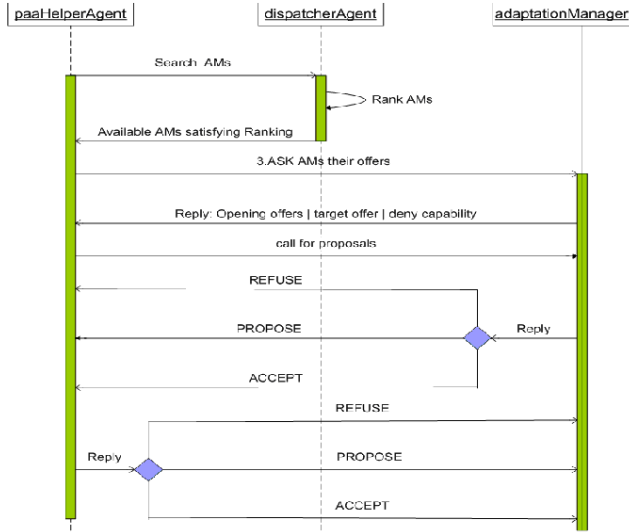 paaHelperAgent
dispatcherAgent
adaptationManager
Search AMs
Rank AMs
Available AMs satisfying Ranking
3.ASK AMs their offers
Reply: Opening offers | target offer | deny capability
call for proposals
REFUSE
PROPOSE
Reply
ACCEPT
REFUSE
Reply
PROPOSE
ACCEPT